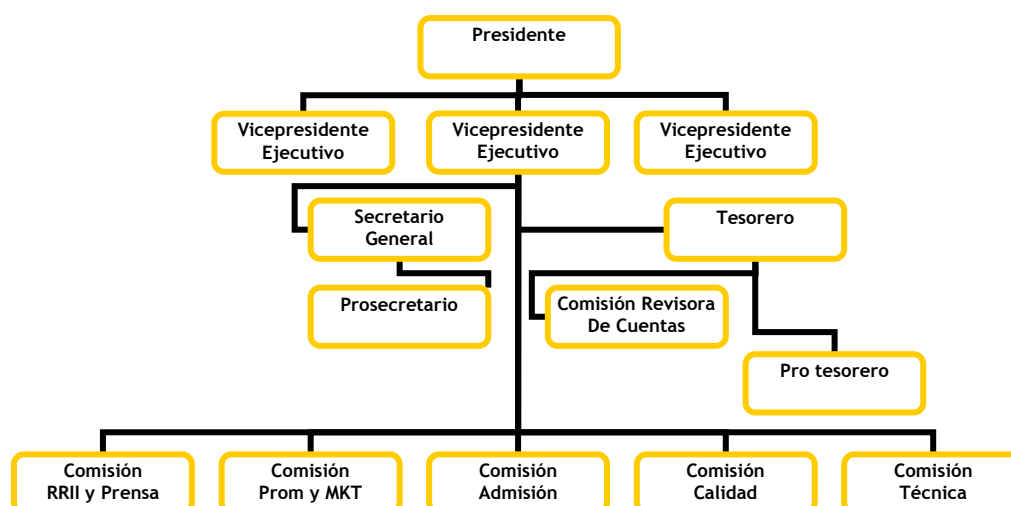 Presidente
Vicepresidente
Ejecutivo
Vicepresidente
Ejecutivo
Vicepresidente
Ejecutivo
Secretario
General
Tesorero
Prosecretario
Comisión Revisora
De Cuentas
Pro tesorero
Comisión
RRII y Prensa
Comisión
Prom y MKT
Comisión
Admisión
Comisión
Calidad
Comisión
Técnica